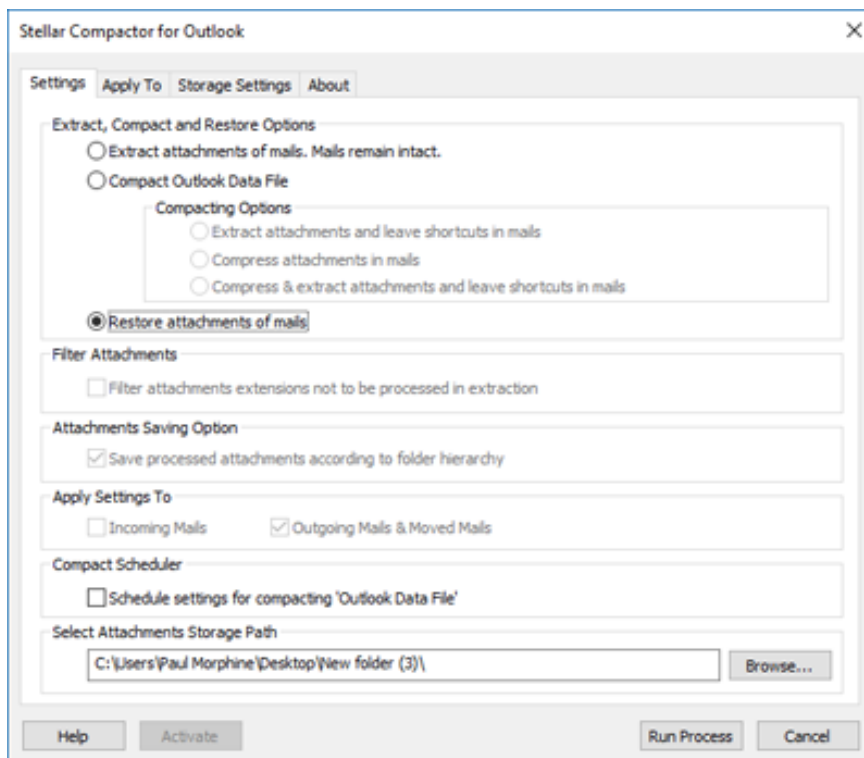 Stellar Compactor for Outlook
Settings Apply To Storage Settings About
Extract, Compact and Restore Options
Extract attachments of mails. Mails remain intact.
Compact Outlook Data File
Compacting Options
Extract attachments and leave shortcuts in mails
Compress attachments in mails
Compress & extract attachments and leave shortcuts in mails
Restore attachments of mails
Filter Attachments
Filter attachments extensions not to be processed in extraction
Attachments Saving Option
Save processed attachments according to folder hierarchy
Apply Settings To
Incoming Mails Outgoing Mails & Moved Mails
Compact Scheduler
Schedule settings for compacting 'Outlook Data File'
Select Attachments Storage Path
C:\Users\Paul Morphine\Desktop\New folder (3)\ Browse...
Help Activate Run Process Cancel